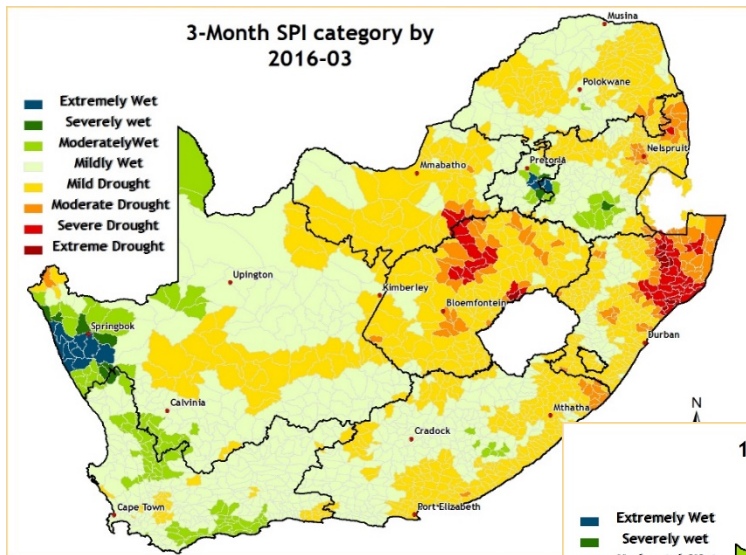 3-Month SPI category by
2016-03
Extremely Wet
Severely wet
ModeratelyWet
Mildly Wet
Mild Drought
Moderate Drought
Severe Drought
Extreme Drought
Musina
Polokwane
Nelspruit
Pretoria
Mmabatho
Upington
Kimberley
Bloemfontein
Springbok
Durban
Calvinia
Mthatha
Cradock
N
Cape Town
Port Elizabeth
1
Extremely Wet
Severely wet